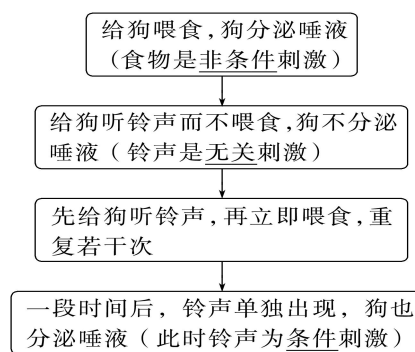 给狗喂食,狗分泌唾液
(食物是非条件刺激)
给狗听铃声而不喂食,狗不分泌
唾液(铃声是无关刺激)
先给狗听铃声,再立即喂食,重
复若干次
一段时间后,铃声单独出现,狗也
分泌唾液(此时铃声为条件刺激)